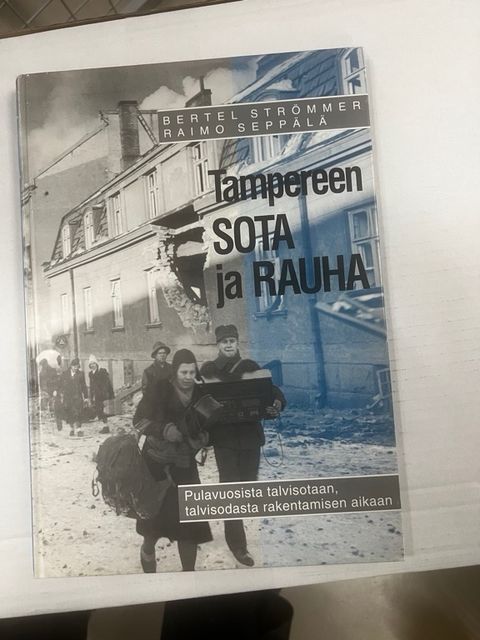 BERTEL STRÖMMER
RAIMO SEPPÄLÄ
Tampereen
SOTA
ja RAUHA
Pulavuosista talvisotaan,
talvisodasta rakentamisen aikaan